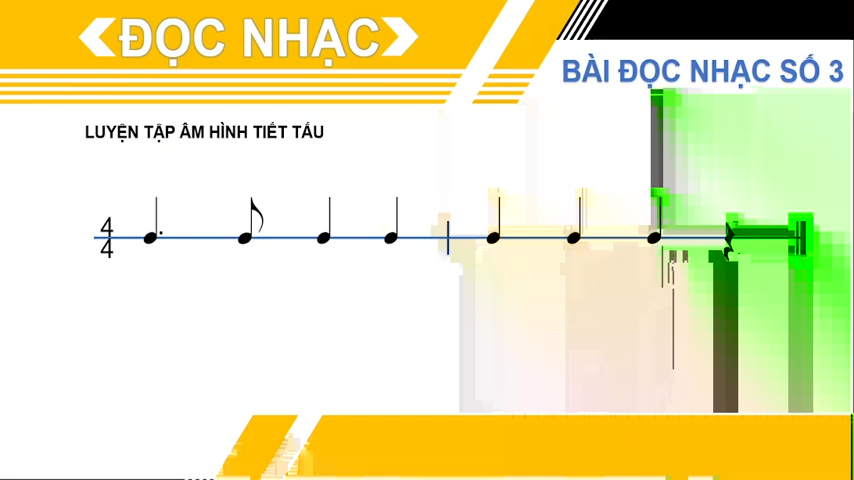 ĐỌC NHẠC
BÀI ĐỌC NHẠC SỐ 3
LUYỆN TẬP ÂM HÌNH TIẾT TẤU
4
4